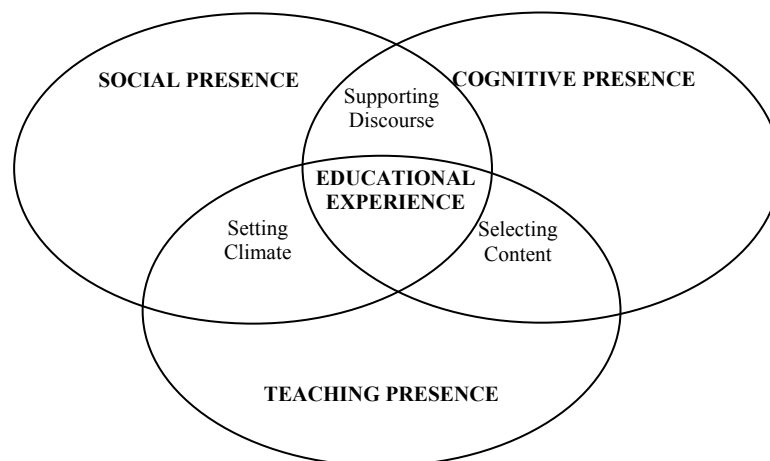 SOCIAL PRESENCE
COGNITIVE PRESENCE
Supporting
Discourse
EDUCATIONAL
EXPERIENCE
Setting
Climate
Selecting
Content
TEACHING PRESENCE